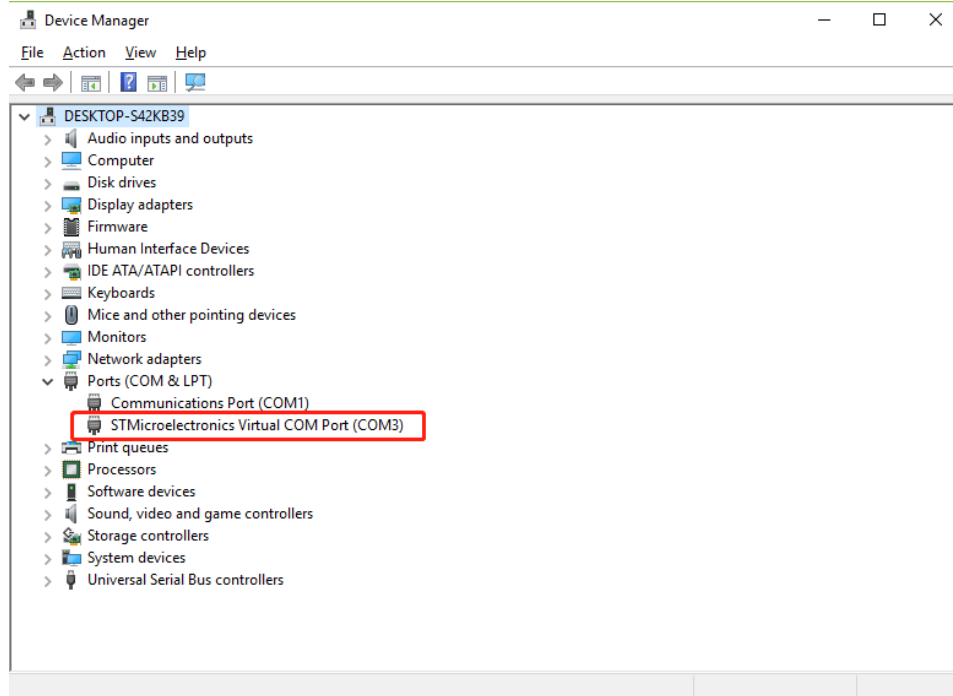 Device Manager
File Action View Help
DESKTOP-S42KB39
Audio inputs and outputs
Computer
Disk drives
Display adapters
Firmware
Human Interface Devices
IDE ATA/ATAPI controllers
Keyboards
Mice and other pointing devices
Monitors
Network adapters
Ports (COM & LPT)
Communications Port (COM1)
STMicroelectronics Virtual COM Port (COM3)
Print queues
Processors
Software devices
Sound, video and game controllers
Storage controllers
System devices
Universal Serial Bus controllers